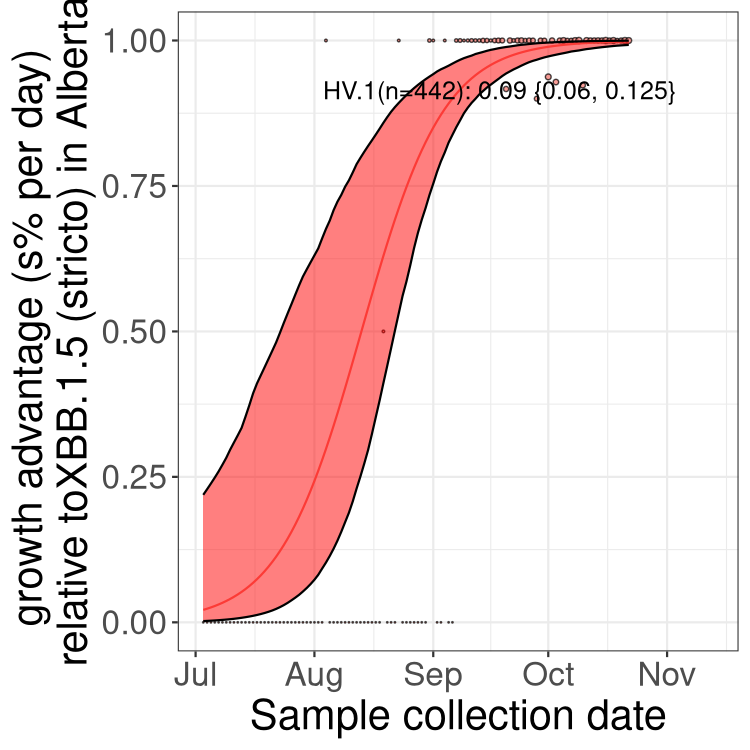 growth advantage (s% per day)
relative toXBB.1.5 (stricto) in Alberta
1.00
0.75
0.50
0.25
0.00
HV.1(n=442): 0.09 {0.06, 0.125}
Jul Aug Sep Oct Nov
Sample collection date